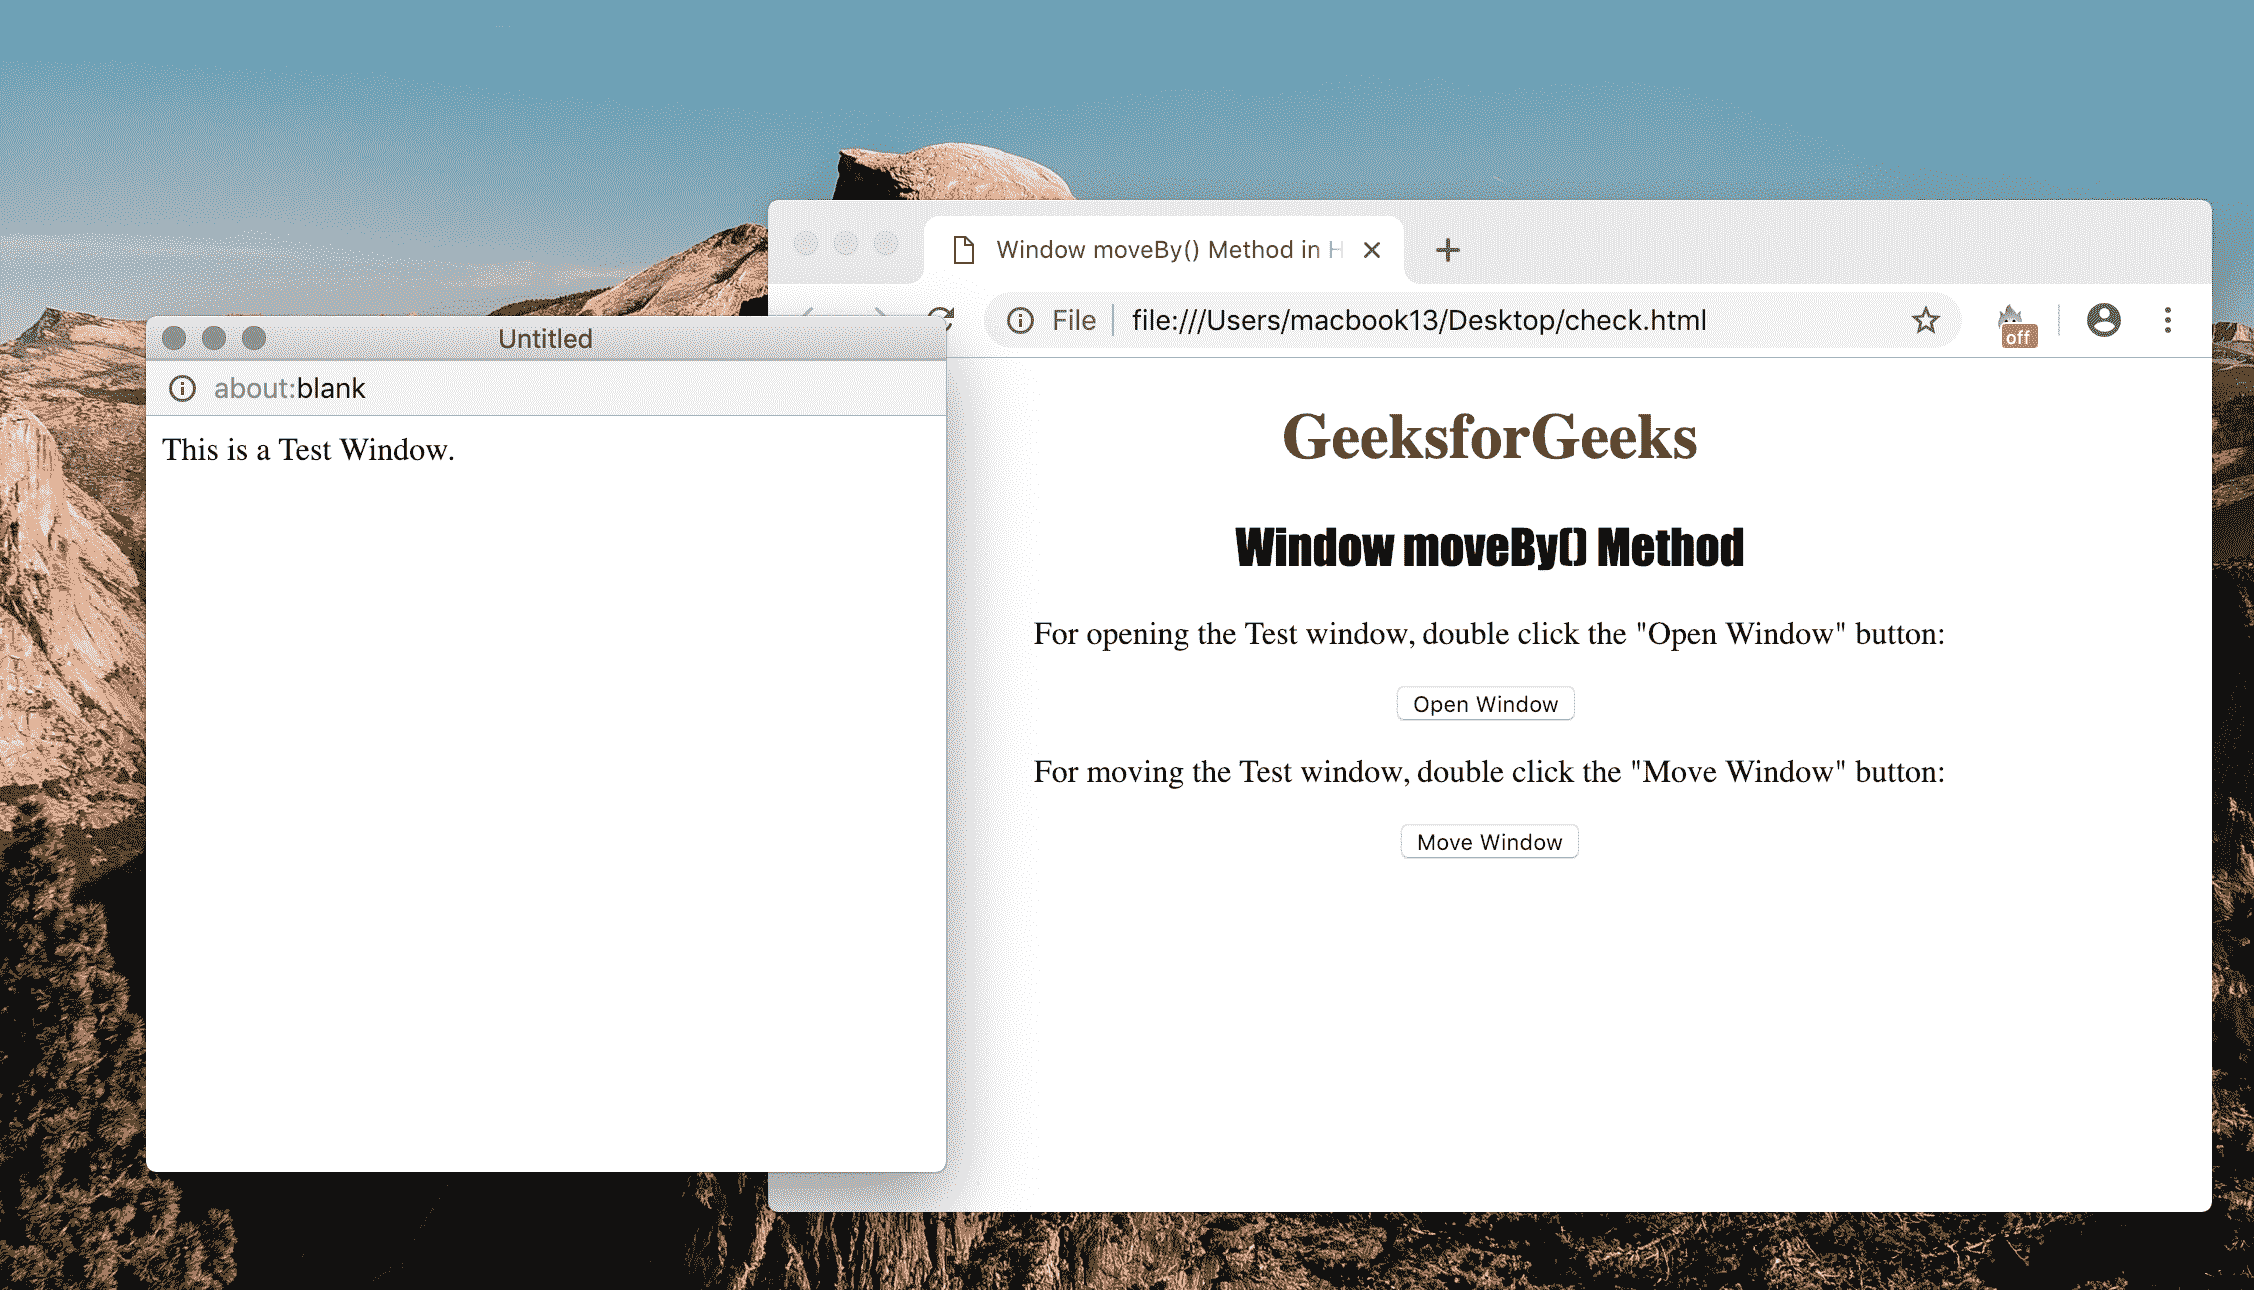 Window moveBy() Method in H
File
file:///Users/macbook13/Desktop/check.html
off
Untitled
about:blank
This is a Test Window.
GeeksforGeeks
Window moveBy() Method
For opening the Test window, double click the "Open Window" button:
Open Window
For moving the Test window, double click the "Move Window" button:
Move Window